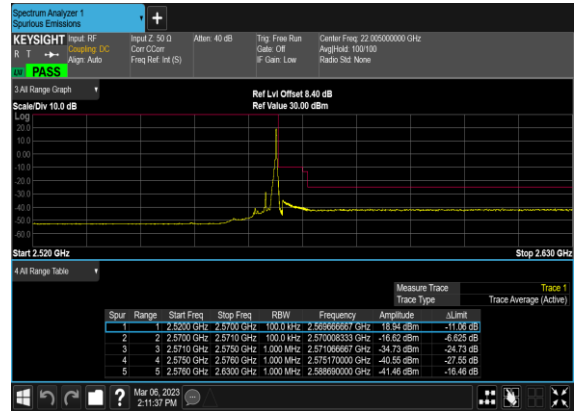 Spectrum Analyzer 1
Spurious Emissions
+
KEYSIGHT Input: RF Input Z: 50 Ω Atten: 40 dB Trig: Free Run Center Freq: 22.005000000 GHz
R T Coupling: DC Corr CCorr Gate: Off Avg|Hold: 100/100
Align: Auto Freq Ref: Int (S) IF Gain: Low Radio Std: None
PASS
3 All Range Graph Ref Lvl Offset 8.40 dB
Scale/Div 10.0 dB Ref Value 30.00 dBm
Log
20.0
10.0
0.00
-10.0
-20.0
-30.0
-40.0
-50.0
-60.0
Start 2.520 GHz Stop 2.630 GHz
4 All Range Table
Measure Trace Trace 1
Trace Type Trace Average (Active)
Spur Range Start Freq Stop Freq RBW Frequency Amplitude ΔLimit
1 1 2.5200 GHz 2.5700 GHz 100.0 kHz 2.569666667 GHz 18.94 dBm -11.06 dB
2 2 2.5700 GHz 2.5710 GHz 100.0 kHz 2.570008333 GHz -16.62 dBm -6.625 dB
3 3 2.5710 GHz 2.5750 GHz 1.000 MHz 2.571066667 GHz -34.73 dBm -24.73 dB
4 4 2.5750 GHz 2.5760 GHz 1.000 MHz 2.575170000 GHz -40.55 dBm -27.55 dB
5 5 2.5760 GHz 2.6300 GHz 1.000 MHz 2.588690000 GHz -41.46 dBm -16.46 dB
? Mar 06, 2023
2:11:37 PM